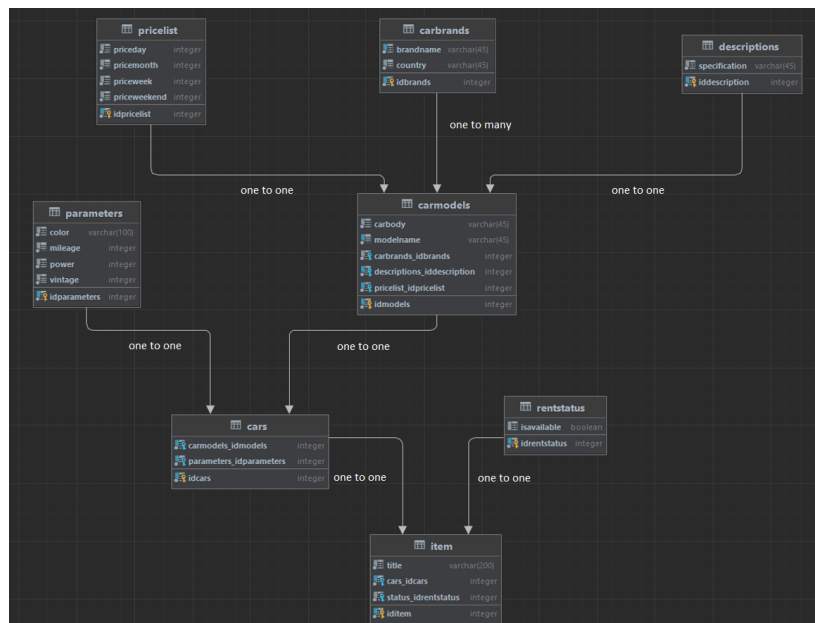 pricelist
priceday integer
pricemonth integer
priceweek integer
priceweekend integer
idpricelist integer
carbrands
brandname varchar(45)
country varchar(45)
idbrands integer
descriptions
specification varchar(45)
iddescription integer
one to many
one to one
one to one
parameters
color varchar(100)
mileage integer
power integer
vintage integer
idparameters integer
carmodels
carbody varchar(45)
modelname varchar(45)
carbrands_idbrands integer
descriptions_iddescription integer
pricelist_idpricelist integer
idmodels integer
one to one
one to one
cars
carmodels_idmodels integer
parameters_idparameters integer
idcars integer
rentstatus
isavailable boolean
idrentstatus integer
one to one
one to one
item
title varchar(200)
cars_idcars integer
status_idrentstatus integer
iditem integer